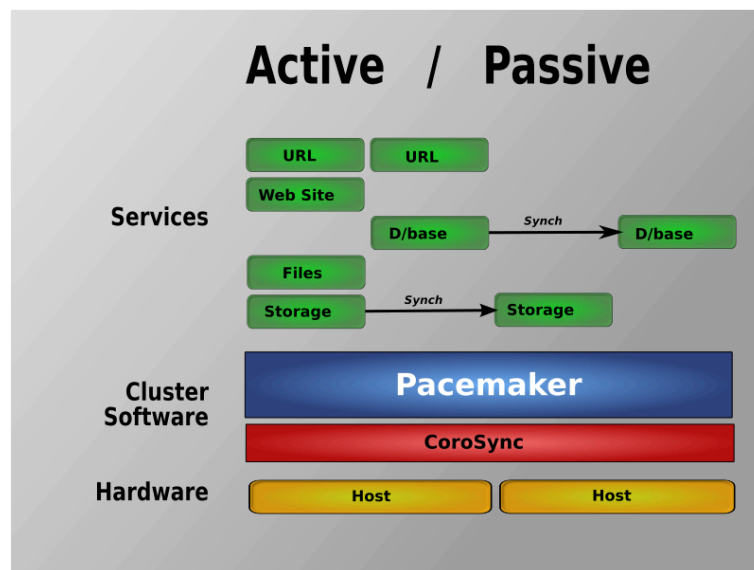 Active / Passive
URL URL
Web Site
Services
D/base Synch D/base
Files
Storage Synch Storage
Cluster
Software
Pacemaker
CoroSync
Hardware
Host Host